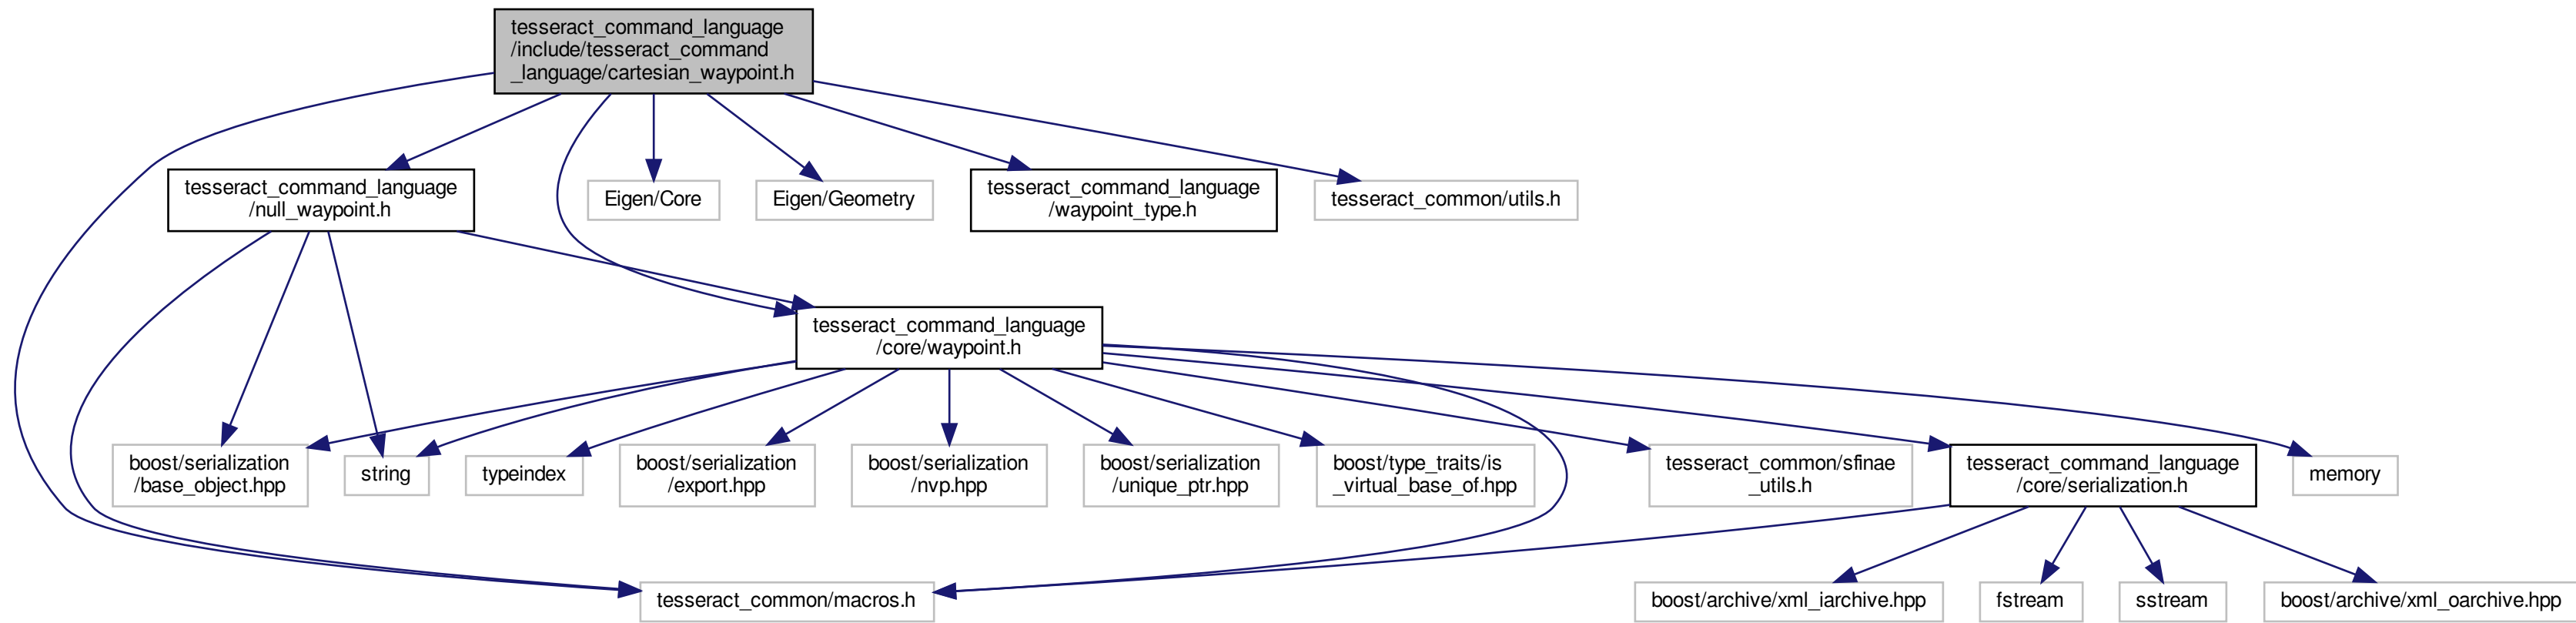 tesseract_command_language
/include/tesseract_command
_language/cartesian_waypoint.h
tesseract_command_language
/null_waypoint.h
Eigen/Core
Eigen/Geometry
tesseract_command_language
/waypoint_type.h
tesseract_common/utils.h
tesseract_command_language
/core/waypoint.h
boost/serialization
/base_object.hpp
string
typeindex
boost/serialization
/export.hpp
boost/serialization
/nvp.hpp
boost/serialization
/unique_ptr.hpp
boost/type_traits/is
_virtual_base_of.hpp
tesseract_common/sfinae
_utils.h
tesseract_command_language
/core/serialization.h
memory
tesseract_common/macros.h
boost/archive/xml_iarchive.hpp
fstream
sstream
boost/archive/xml_oarchive.hpp